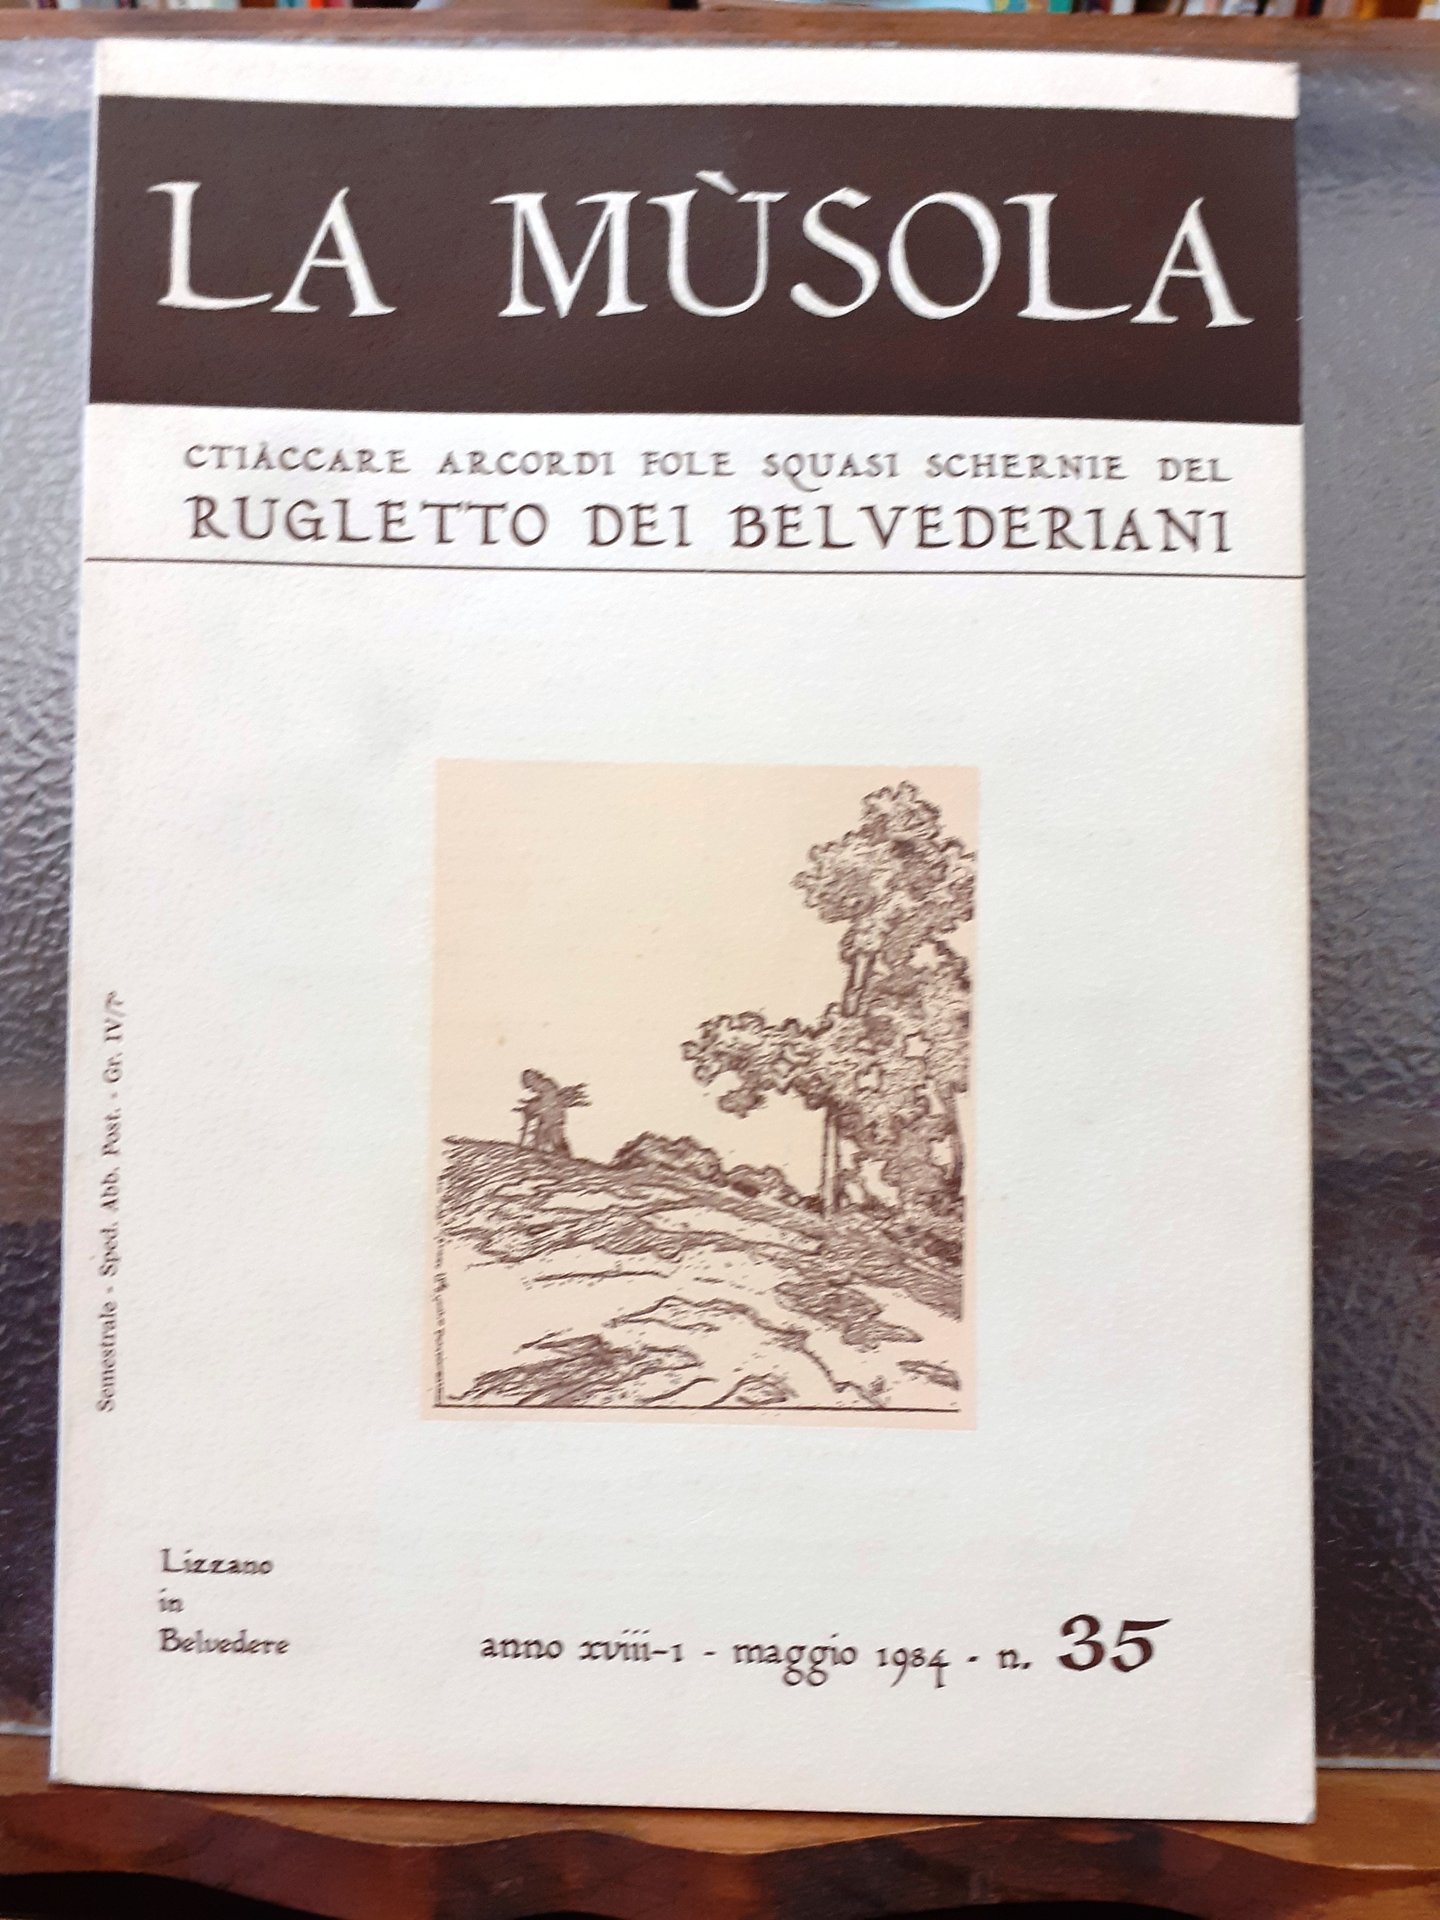 LA MÙSOLA
CTIÀCCARE ARCORDI FOLE SQUASI SCHERNIE DEL
RUGLETTO DEI BELVEDERIANI
Semestrale - Sped. Abb. Post. - Gr. IV/7°
Lizzano
in
Belvedere
anno xviii-1 - maggio 1984 - n. 35